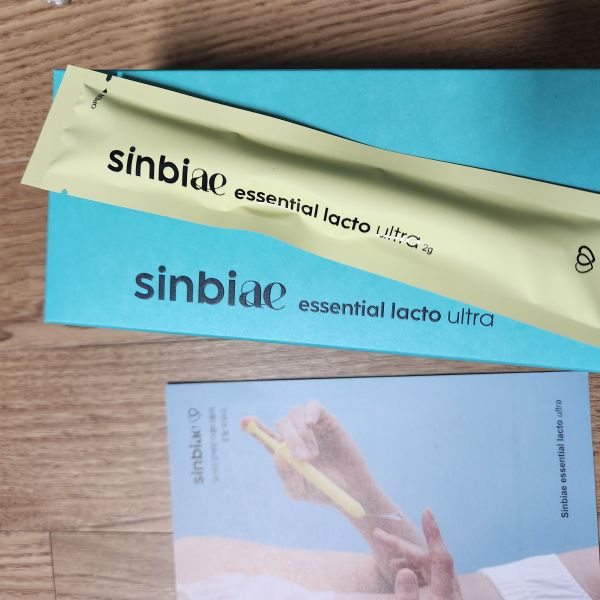 sinbiae essential lacto ultra 2g
sinbiae essential lacto ultra
sinbiae
Sinbiae essential lacto ultra